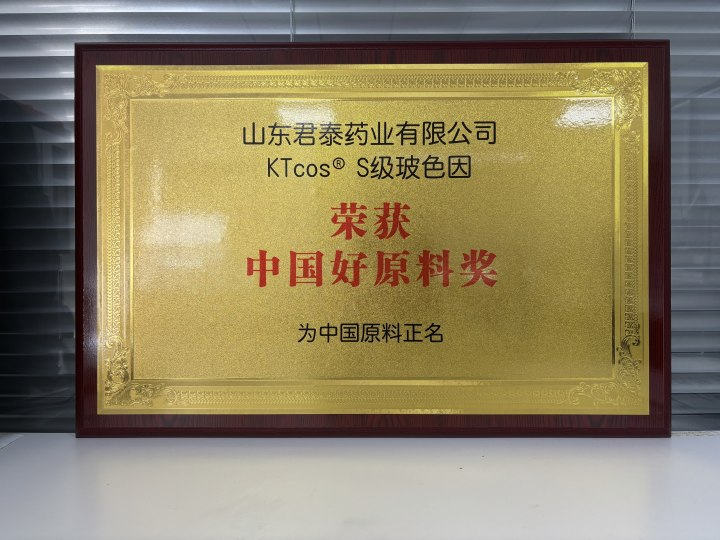 山东君泰药业有限公司
KTcos® S级玻色因
荣获
中国好原料奖
为中国原料正名